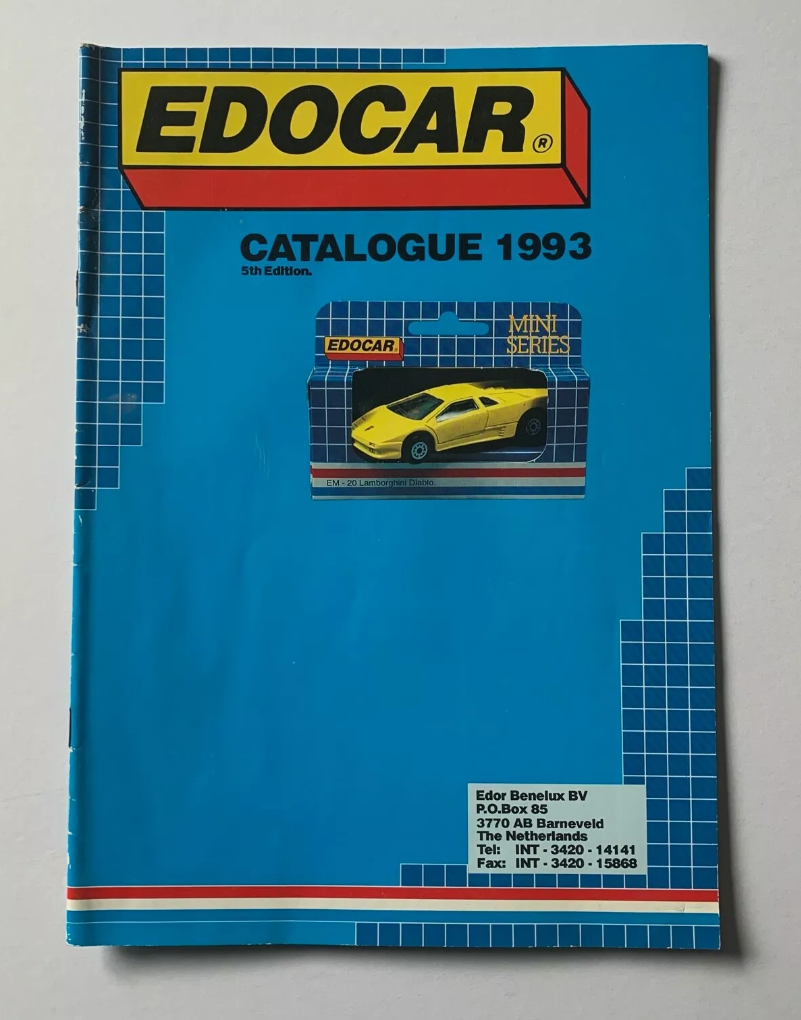 EDOCAR®
CATALOGUE 1993
5th Edition.
MINI
SERIES
EDOCAR
EM - 20 Lamborghini Diablo.
Edor Benelux BV
P.O.Box 85
3770 AB Barneveld
The Netherlands
Tel: INT - 3420 - 14141
Fax: INT - 3420 - 15868